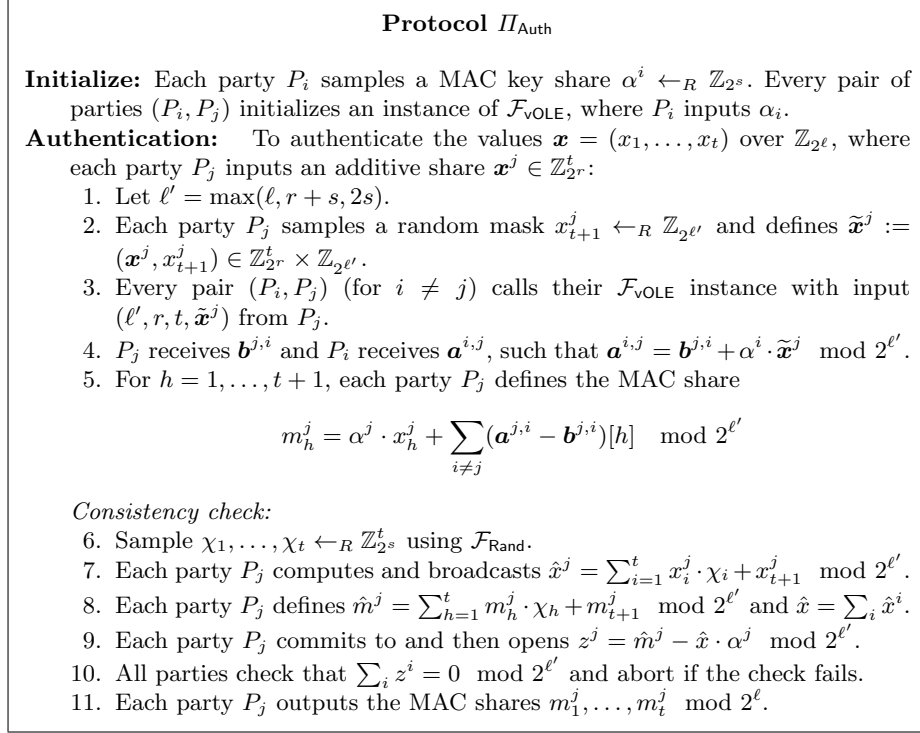 Protocol Π_Auth
Initialize: Each party P_i samples a MAC key share α^i ←_R ℤ_{2^s}. Every pair of
parties (P_i, P_j) initializes an instance of ℱ_vOLE, where P_i inputs α_i.
Authentication: To authenticate the values 𝒙 = (x_1, . . . , x_t) over ℤ_{2^ℓ}, where
each party P_j inputs an additive share 𝒙^j ∈ ℤ^t_{2^r}:
1. Let ℓ′ = max(ℓ, r + s, 2s).
2. Each party P_j samples a random mask x^j_{t+1} ←_R ℤ_{2^{ℓ′}} and defines 𝒙̃^j :=
(𝒙^j, x^j_{t+1}) ∈ ℤ^t_{2^r} × ℤ_{2^{ℓ′}}.
3. Every pair (P_i, P_j) (for i ≠ j) calls their ℱ_vOLE instance with input
(ℓ′, r, t, 𝒙̃^j) from P_j.
4. P_j receives 𝒃^{j,i} and P_i receives 𝒂^{i,j}, such that 𝒂^{i,j} = 𝒃^{j,i} + α^i · 𝒙̃^j mod 2^{ℓ′}.
5. For h = 1, . . . , t + 1, each party P_j defines the MAC share
m^j_h = α^j · x^j_h + ∑_{i≠j} (𝒂^{j,i} − 𝒃^{j,i})[h] mod 2^{ℓ′}
Consistency check:
6. Sample χ_1, . . . , χ_t ←_R ℤ^t_{2^s} using ℱ_Rand.
7. Each party P_j computes and broadcasts x̂^j = ∑^t_{i=1} x^j_i · χ_i + x^j_{t+1} mod 2^{ℓ′}.
8. Each party P_j defines m̂^j = ∑^t_{h=1} m^j_h · χ_h + m^j_{t+1} mod 2^{ℓ′} and x̂ = ∑_i x̂^i.
9. Each party P_j commits to and then opens z^j = m̂^j − x̂ · α^j mod 2^{ℓ′}.
10. All parties check that ∑_i z^i = 0 mod 2^{ℓ′} and abort if the check fails.
11. Each party P_j outputs the MAC shares m^j_1, . . . , m^j_t mod 2^ℓ.